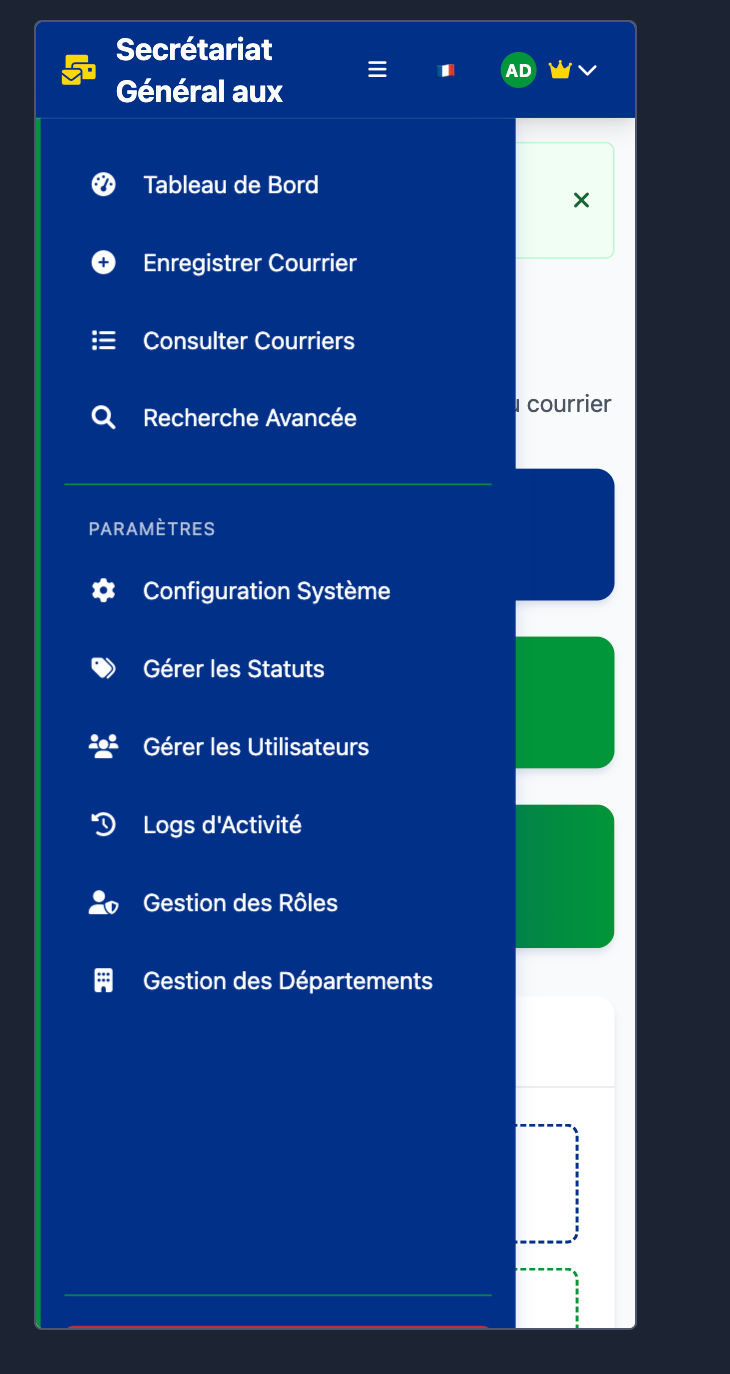 Secrétariat
Général aux
AD
Tableau de Bord
Enregistrer Courrier
Consulter Courriers
Recherche Avancée
courrier
PARAMÈTRES
Configuration Système
Gérer les Statuts
Gérer les Utilisateurs
Logs d'Activité
Gestion des Rôles
Gestion des Départements